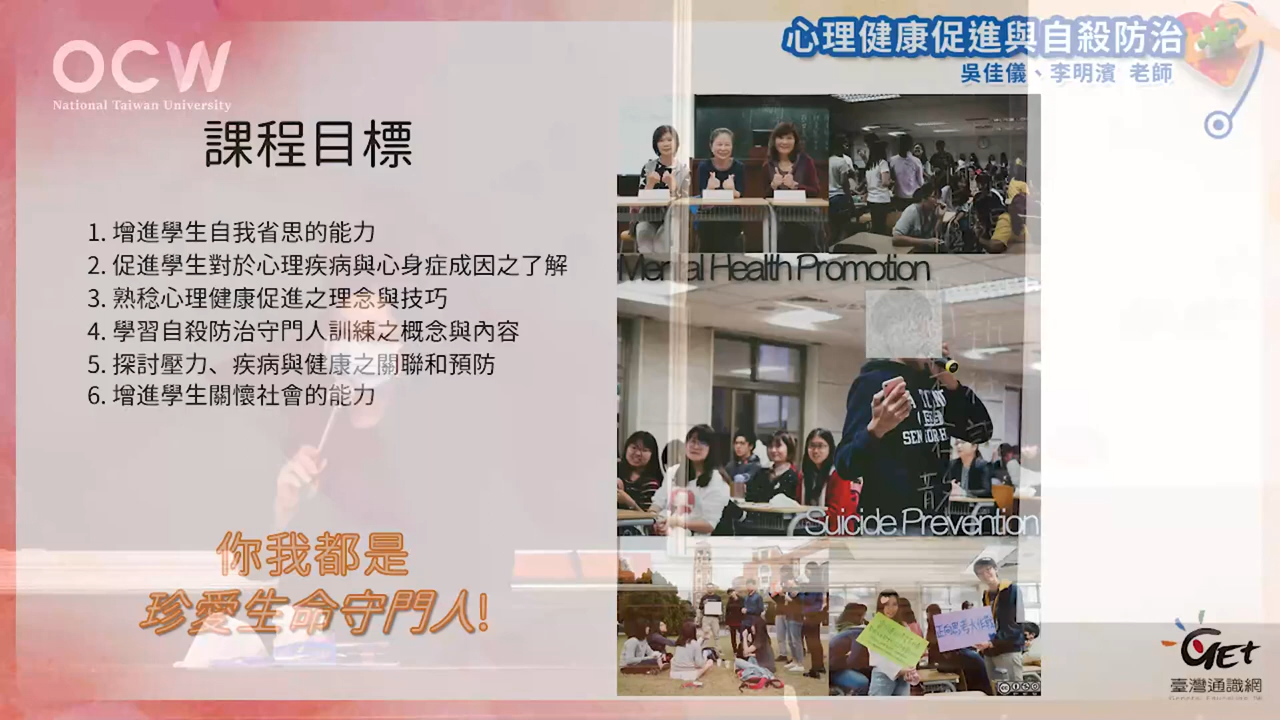 OCW
National Taiwan University
心理健康促進與自殺防治
吳佳儀、李明濱 老師
課程目標
1. 增進學生自我省思的能力
2. 促進學生對於心理疾病與心身症成因之了解
3. 熟稔心理健康促進之理念與技巧
4. 學習自殺防治守門人訓練之概念與內容
5. 探討壓力、疾病與健康之關聯和預防
6. 增進學生關懷社會的能力
你我都是
珍愛生命守門人!
Mental Health Promotion
Suicide Prevention
GET
臺灣通識網